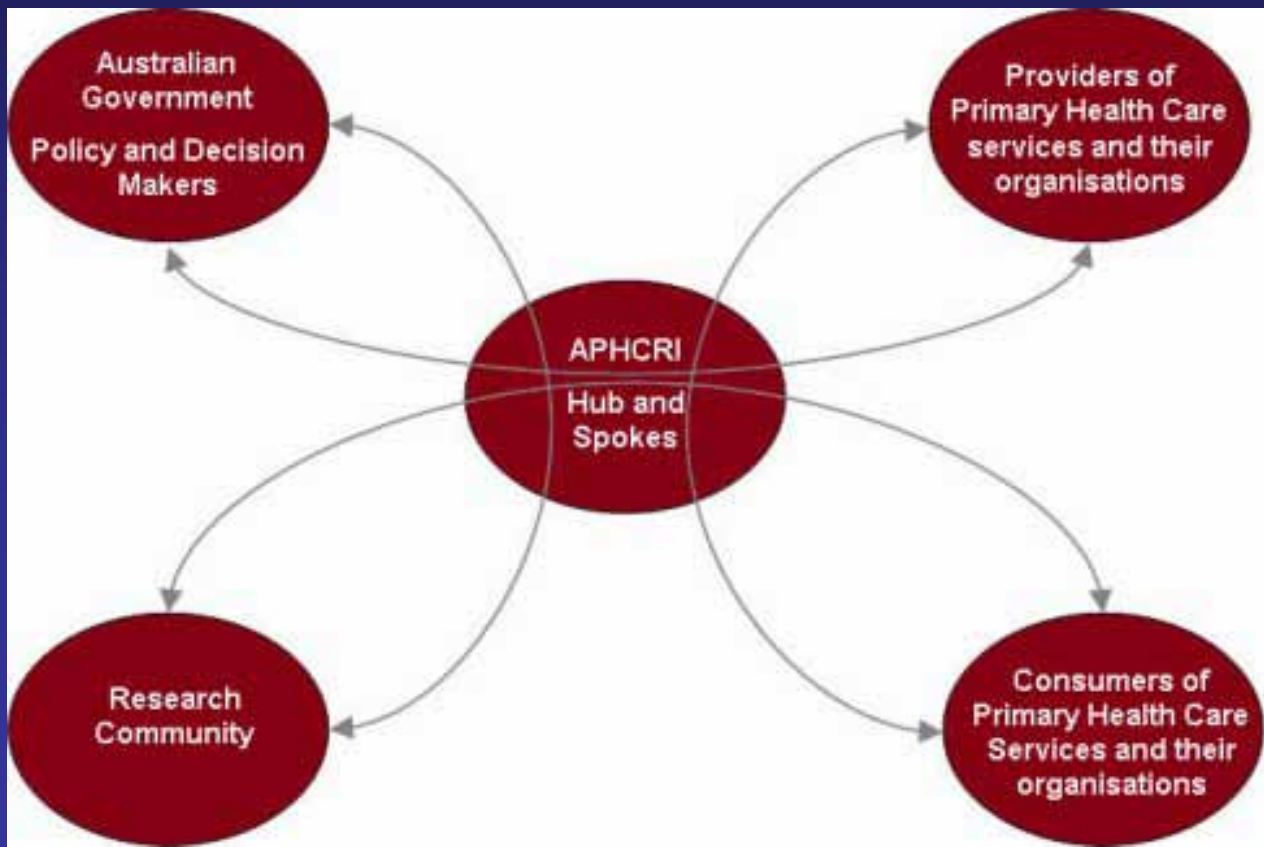 Australian
Government
Policy and Decision
Makers
Providers of
Primary Health Care
services and their
organisations
APHCRI
Hub and
Spokes
Research
Community
Consumers of
Primary Health Care
Services and their
organisations